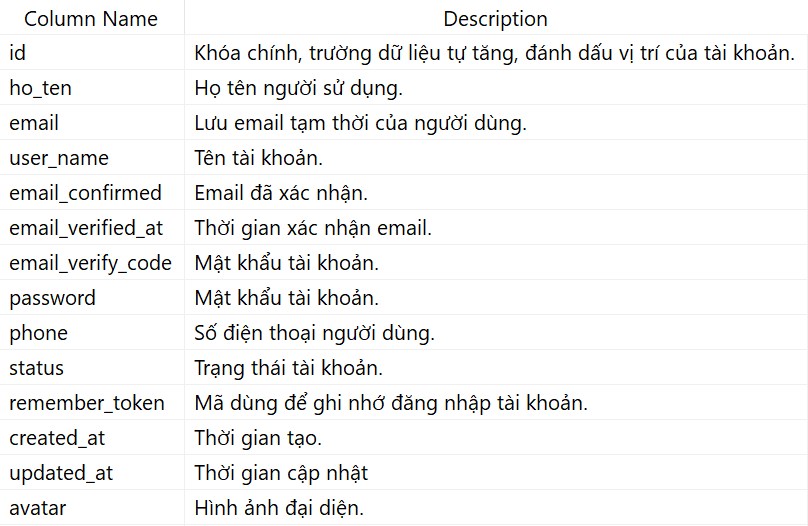 Column Name Description
id Khóa chính, trường dữ liệu tự tăng, đánh dấu vị trí của tài khoản.
ho_ten Họ tên người sử dụng.
email Lưu email tạm thời của người dùng.
user_name Tên tài khoản.
email_confirmed Email đã xác nhận.
email_verified_at Thời gian xác nhận email.
email_verify_code Mật khẩu tài khoản.
password Mật khẩu tài khoản.
phone Số điện thoại người dùng.
status Trạng thái tài khoản.
remember_token Mã dùng để ghi nhớ đăng nhập tài khoản.
created_at Thời gian tạo.
updated_at Thời gian cập nhật
avatar Hình ảnh đại diện.